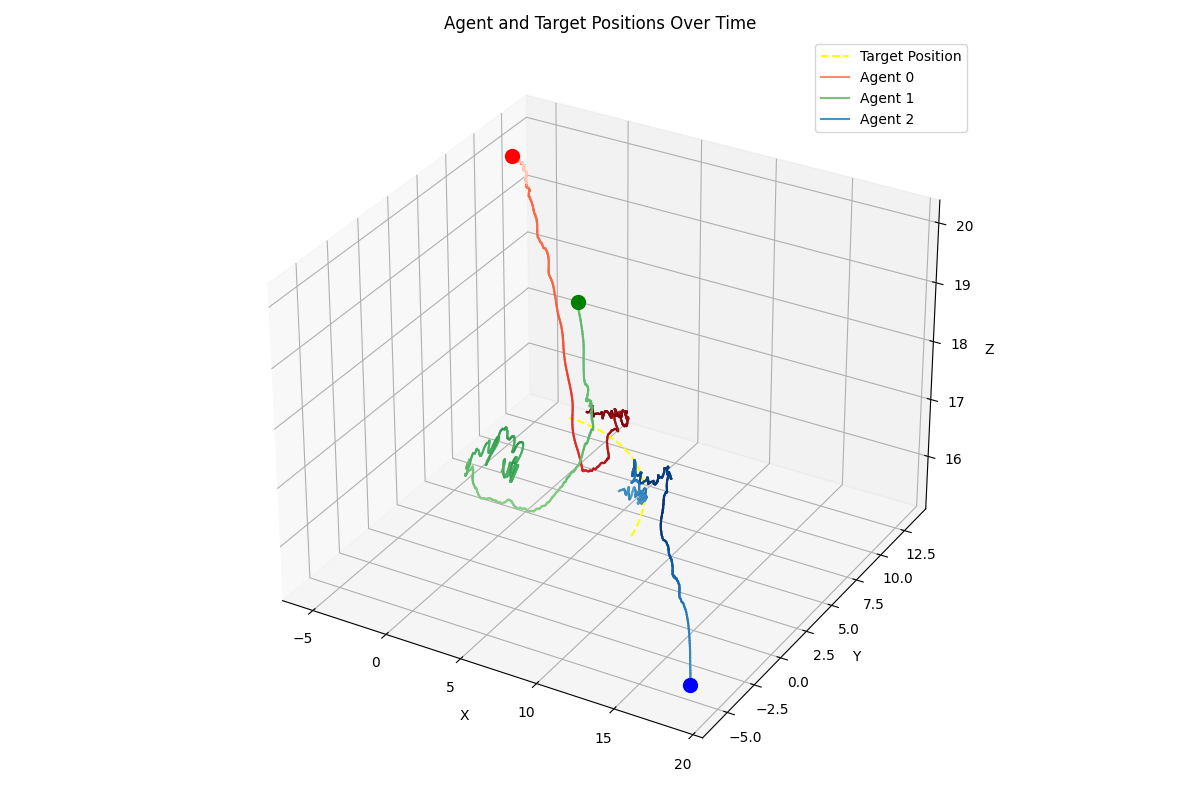 Agent and Target Positions Over Time
Target Position
Agent 0
Agent 1
Agent 2
20
19
18
17
16
Z
12.5
10.0
7.5
5.0
2.5
0.0
−2.5
−5.0
Y
−5
0
5
10
15
20
X